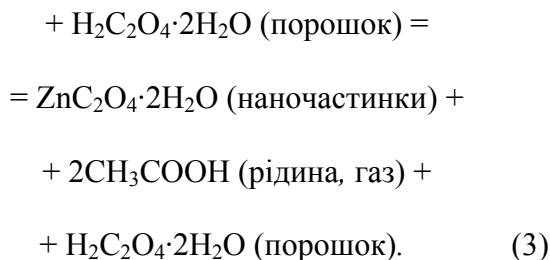 + H₂C₂O₄·2H₂O (порошок) =
= ZnC₂O₄·2H₂O (наночастинки) +
+ 2CH₃COOH (рідина, газ) +
+ H₂C₂O₄·2H₂O (порошок). (3)